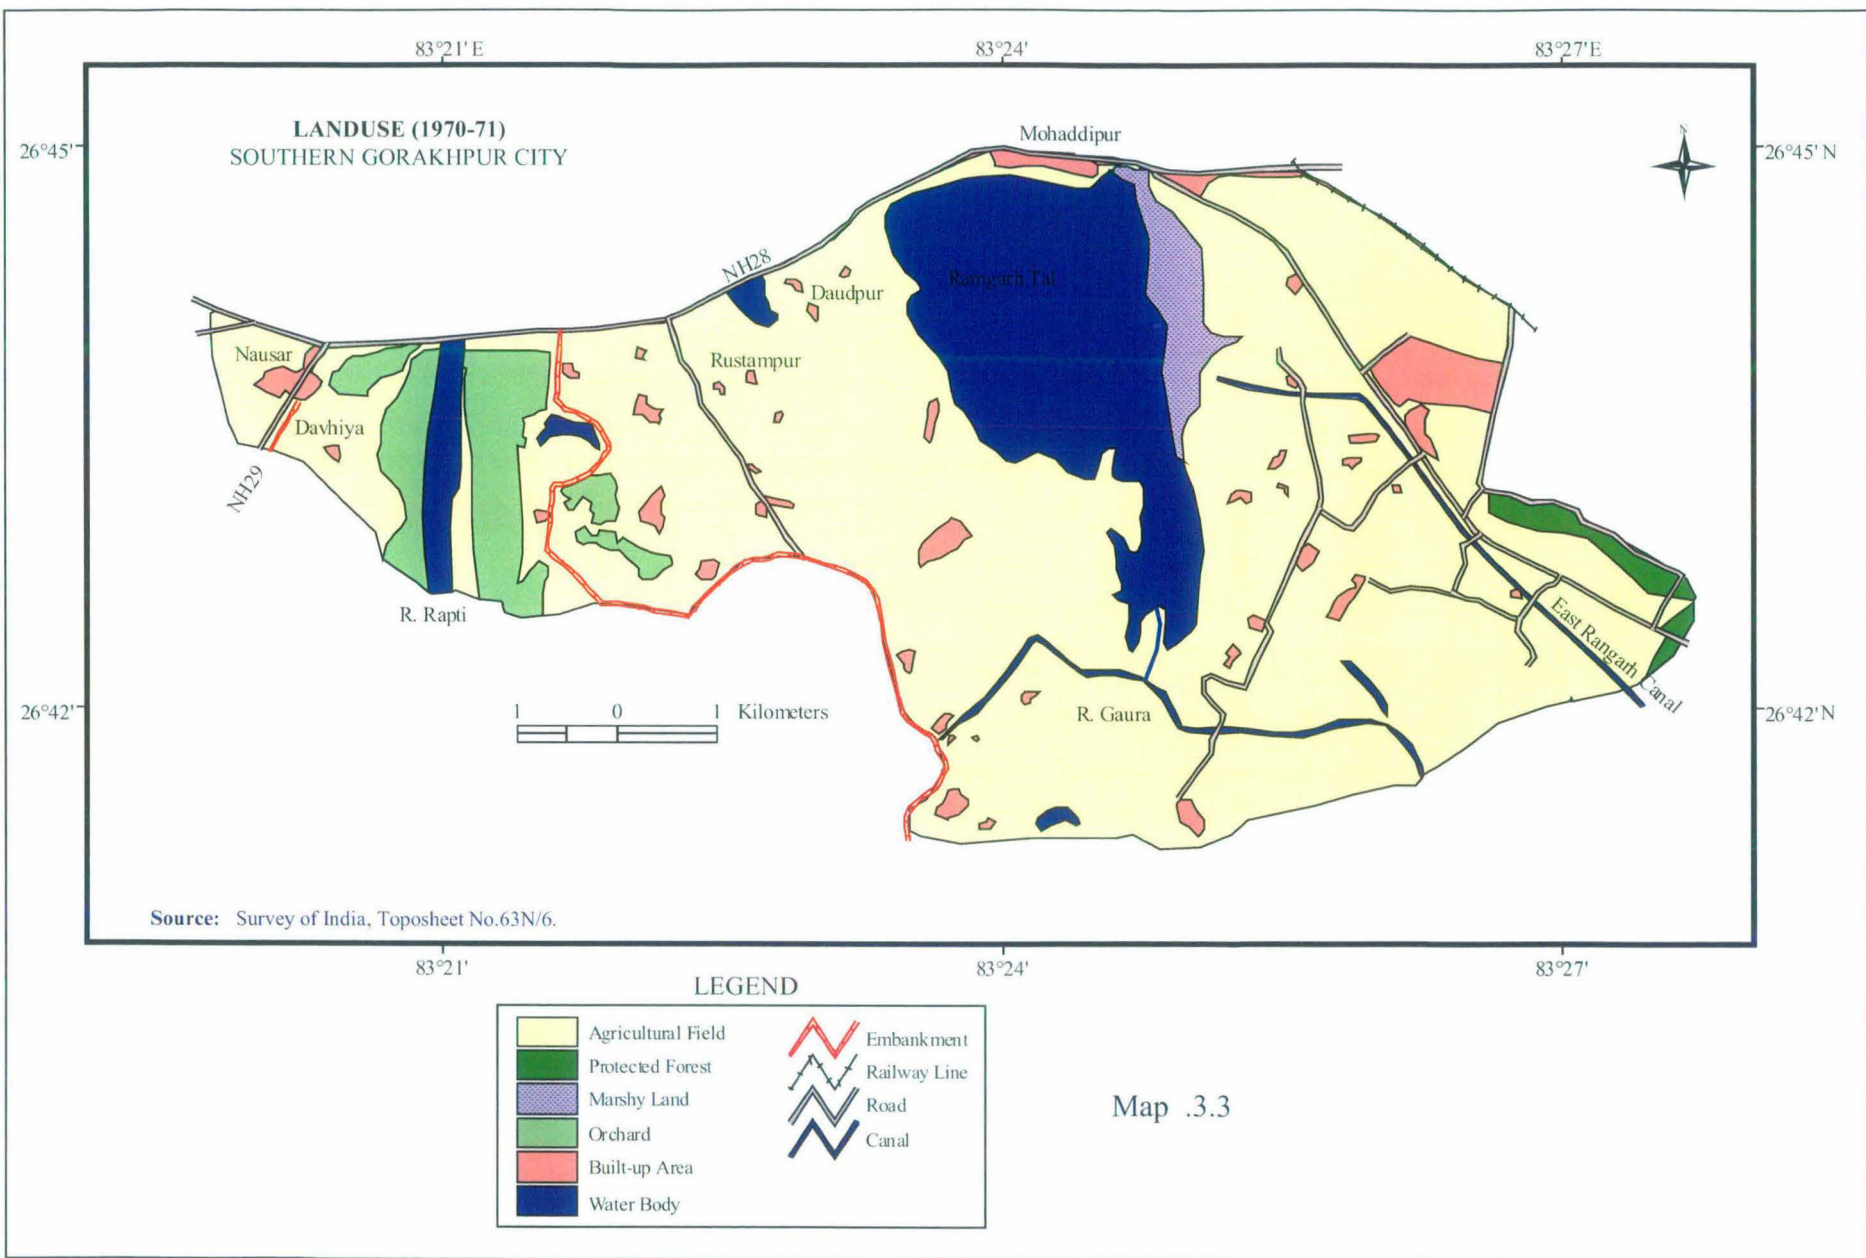 83°21' E
83°24'
83°27'E
LANDUSE (1970-71)
SOUTHERN GORAKHPUR CITY
Mohaddipur
N
26°45'
26°45' N
NH28
Ramgarh Tal
Daudpur
Nausar
Rustampur
Davhiya
NH29
R. Rapti
East Rangarh Canal
26°42'
1 0 1 Kilometers
R. Gaura
26°42'N
Source: Survey of India, Toposheet No.63N/6.
83°21'
83°24'
83°27'
LEGEND
Agricultural Field
Protected Forest
Marshy Land
Orchard
Built-up Area
Water Body
Embankment
Railway Line
Road
Canal
Map .3.3